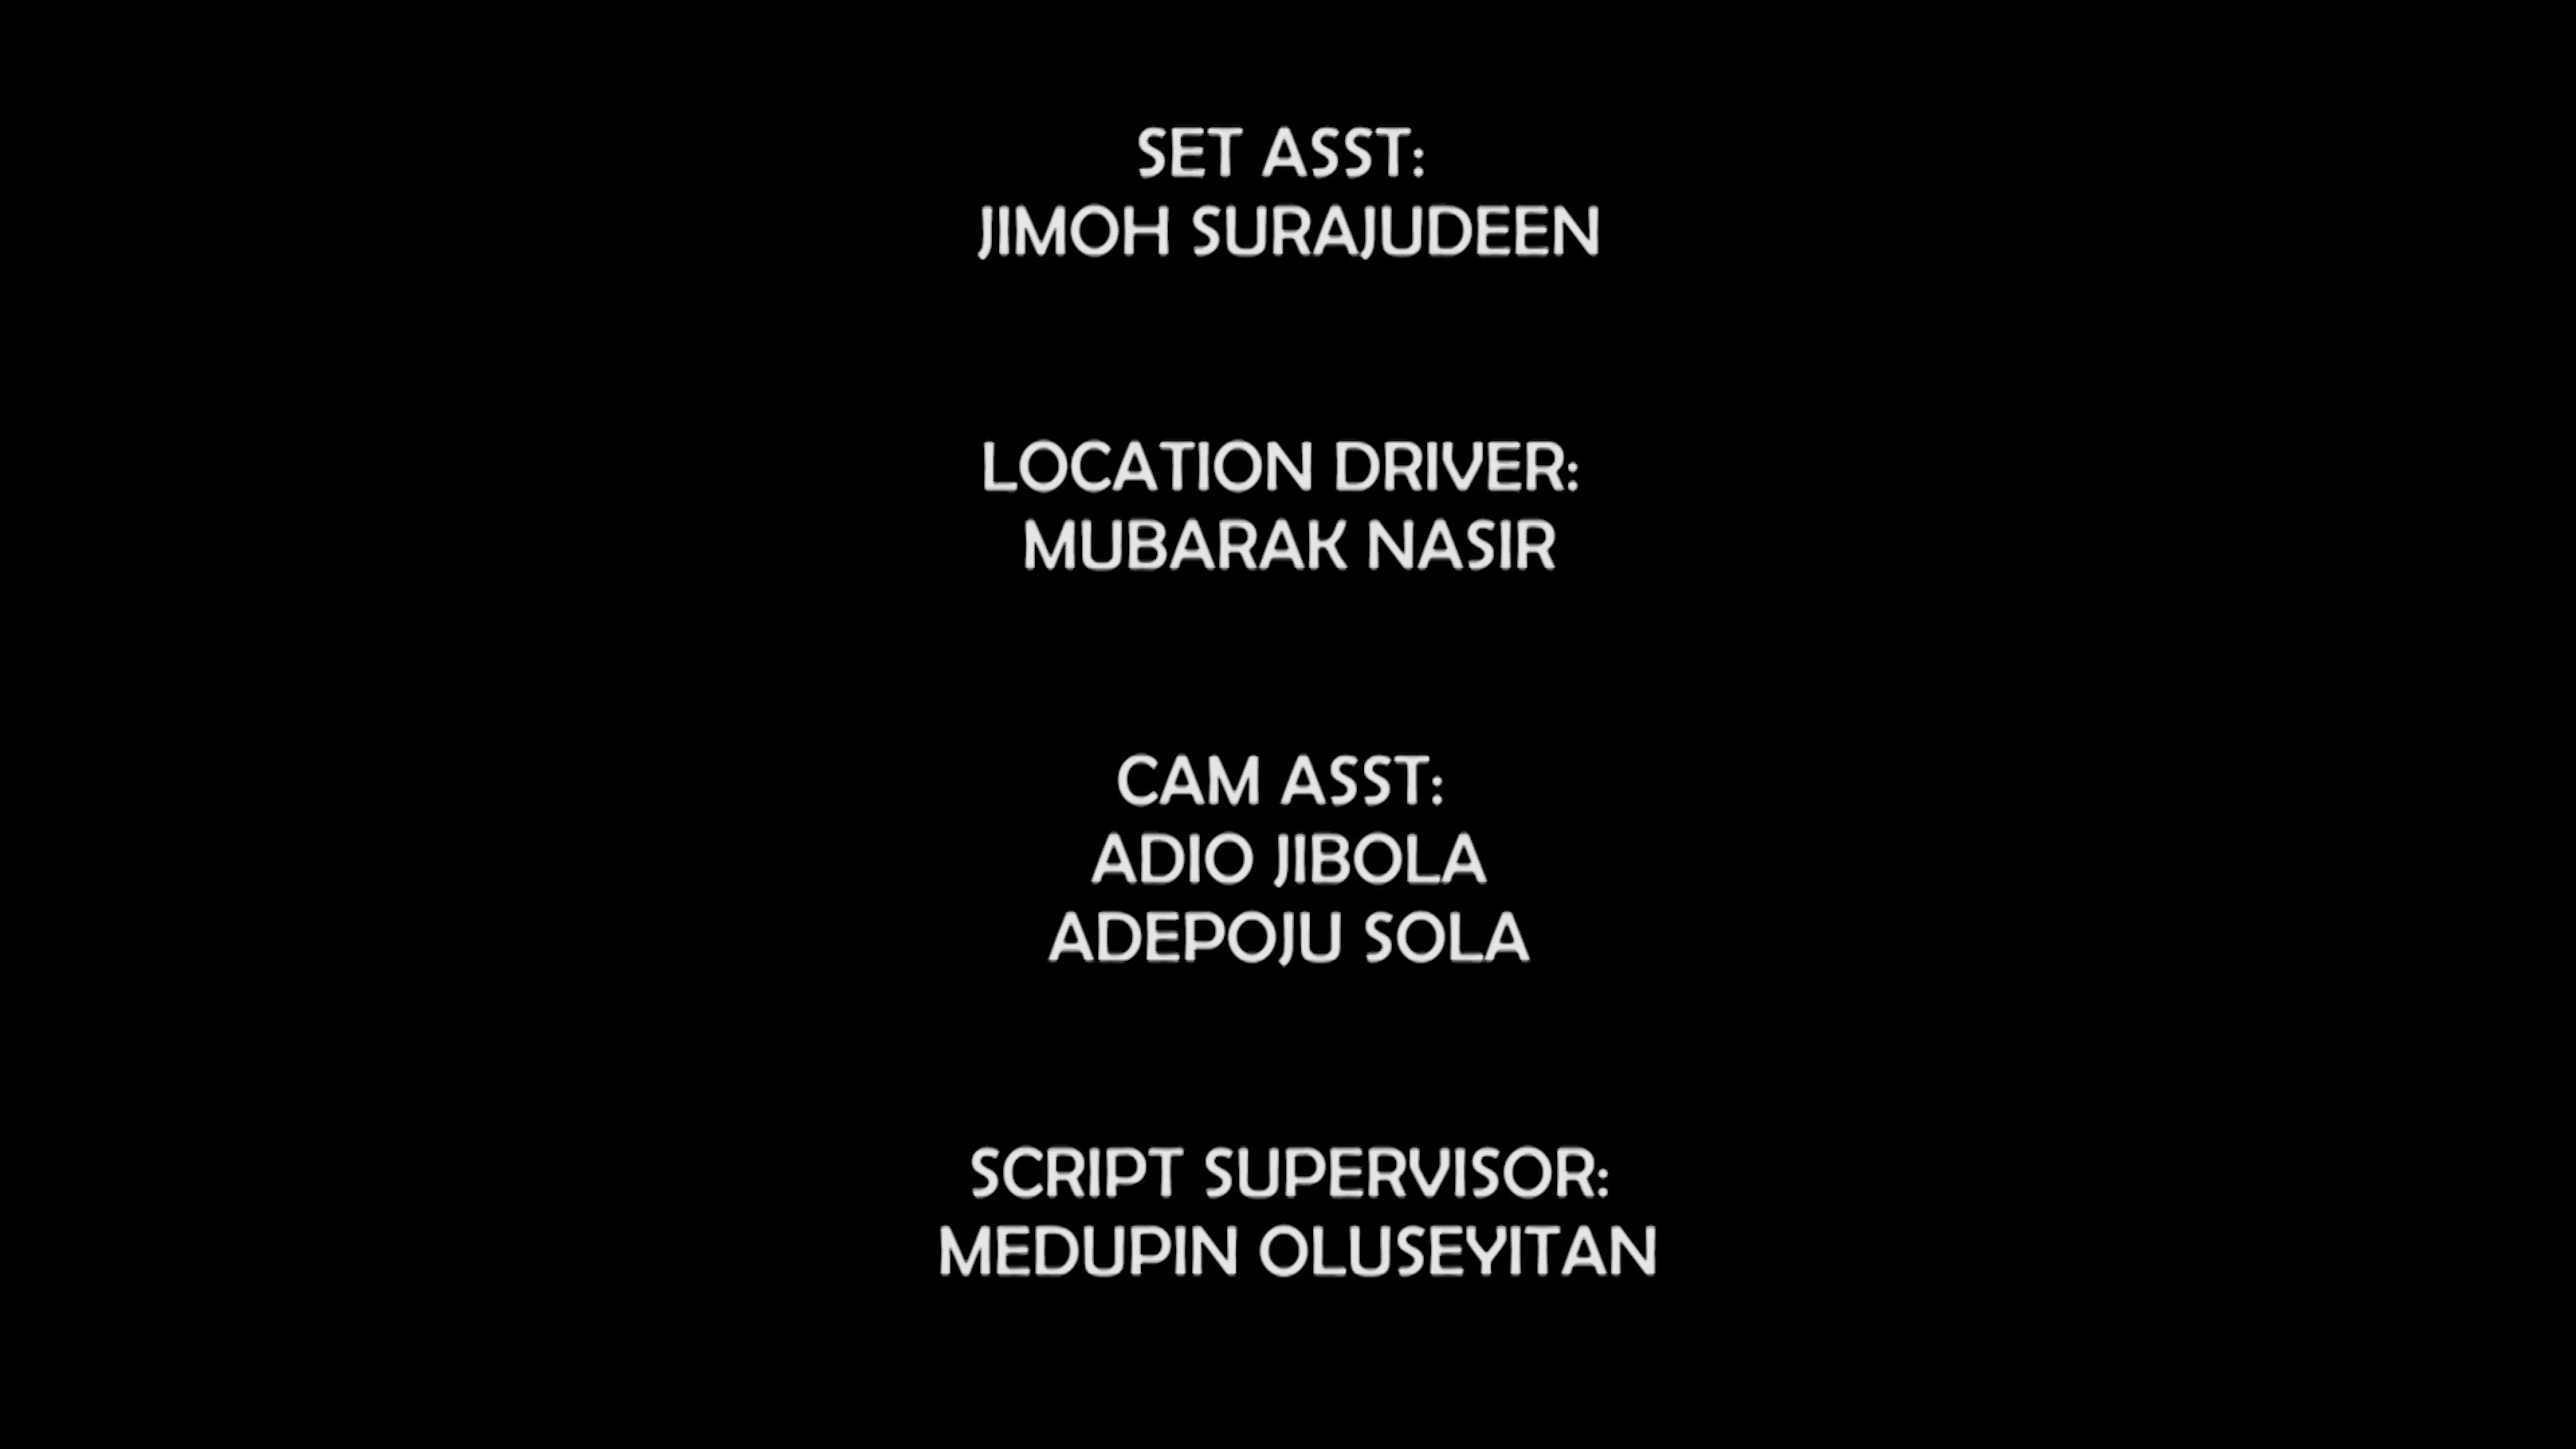 SET ASST:
JIMOH SURAJUDEEN
LOCATION DRIVER:
MUBARAK NASIR
CAM ASST:
ADIO JIBOLA
ADEPOJU SOLA
SCRIPT SUPERVISOR:
MEDUPIN OLUSEYITAN